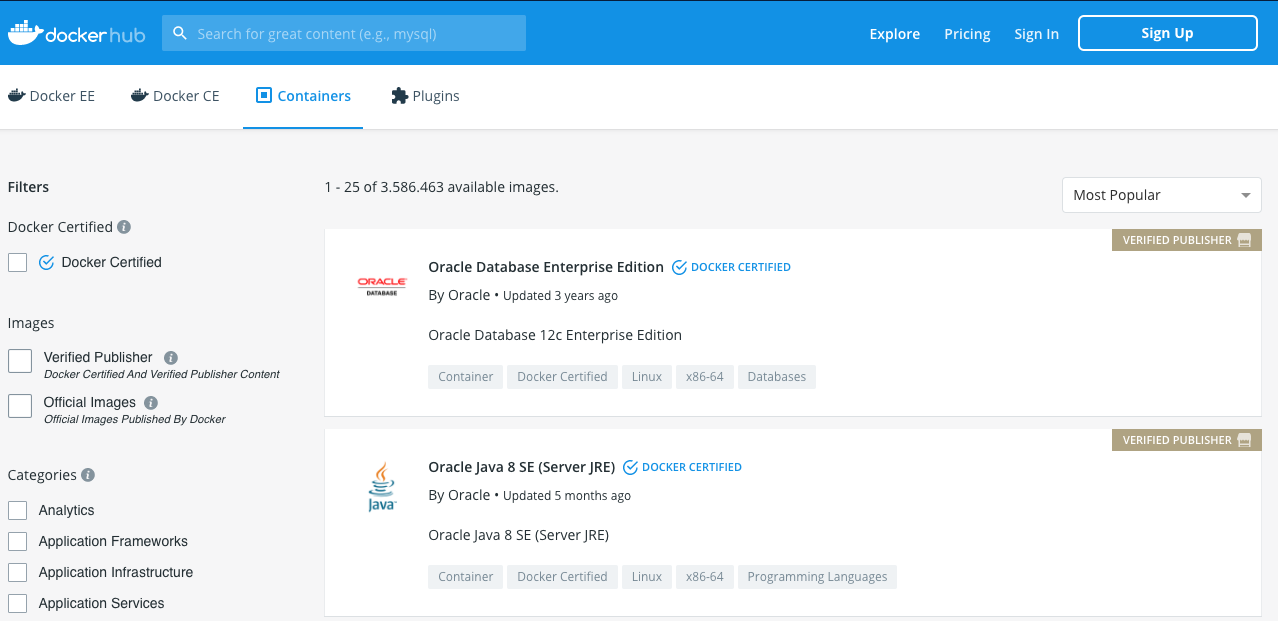 dockerhub
Search for great content (e.g., mysql)
Explore
Pricing
Sign In
Sign Up
Docker EE
Docker CE
Containers
Plugins
Filters
Docker Certified
Docker Certified
Images
Verified Publisher
Docker Certified And Verified Publisher Content
Official Images
Official Images Published By Docker
Categories
Analytics
Application Frameworks
Application Infrastructure
Application Services
1 - 25 of 3.586.463 available images.
Most Popular
VERIFIED PUBLISHER
ORACLE
DATABASE
Oracle Database Enterprise Edition DOCKER CERTIFIED
By Oracle • Updated 3 years ago
Oracle Database 12c Enterprise Edition
Container Docker Certified Linux x86-64 Databases
VERIFIED PUBLISHER
Java
Oracle Java 8 SE (Server JRE) DOCKER CERTIFIED
By Oracle • Updated 5 months ago
Oracle Java 8 SE (Server JRE)
Container Docker Certified Linux x86-64 Programming Languages